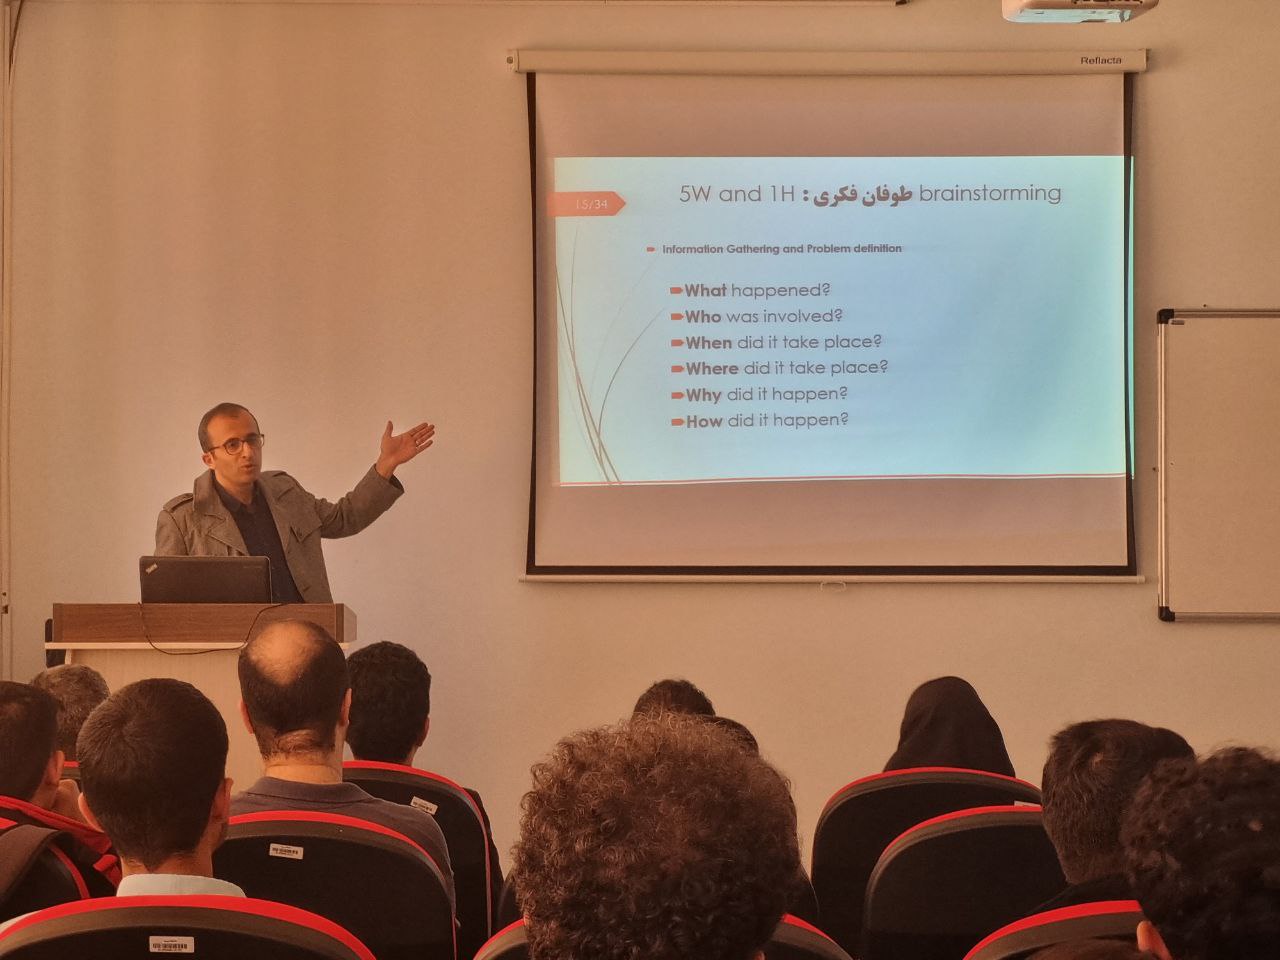 Reflecta
15/34
5W and 1H : طوفان فکری brainstorming
Information Gathering and Problem definition
What happened?
Who was involved?
When did it take place?
Where did it take place?
Why did it happen?
How did it happen?